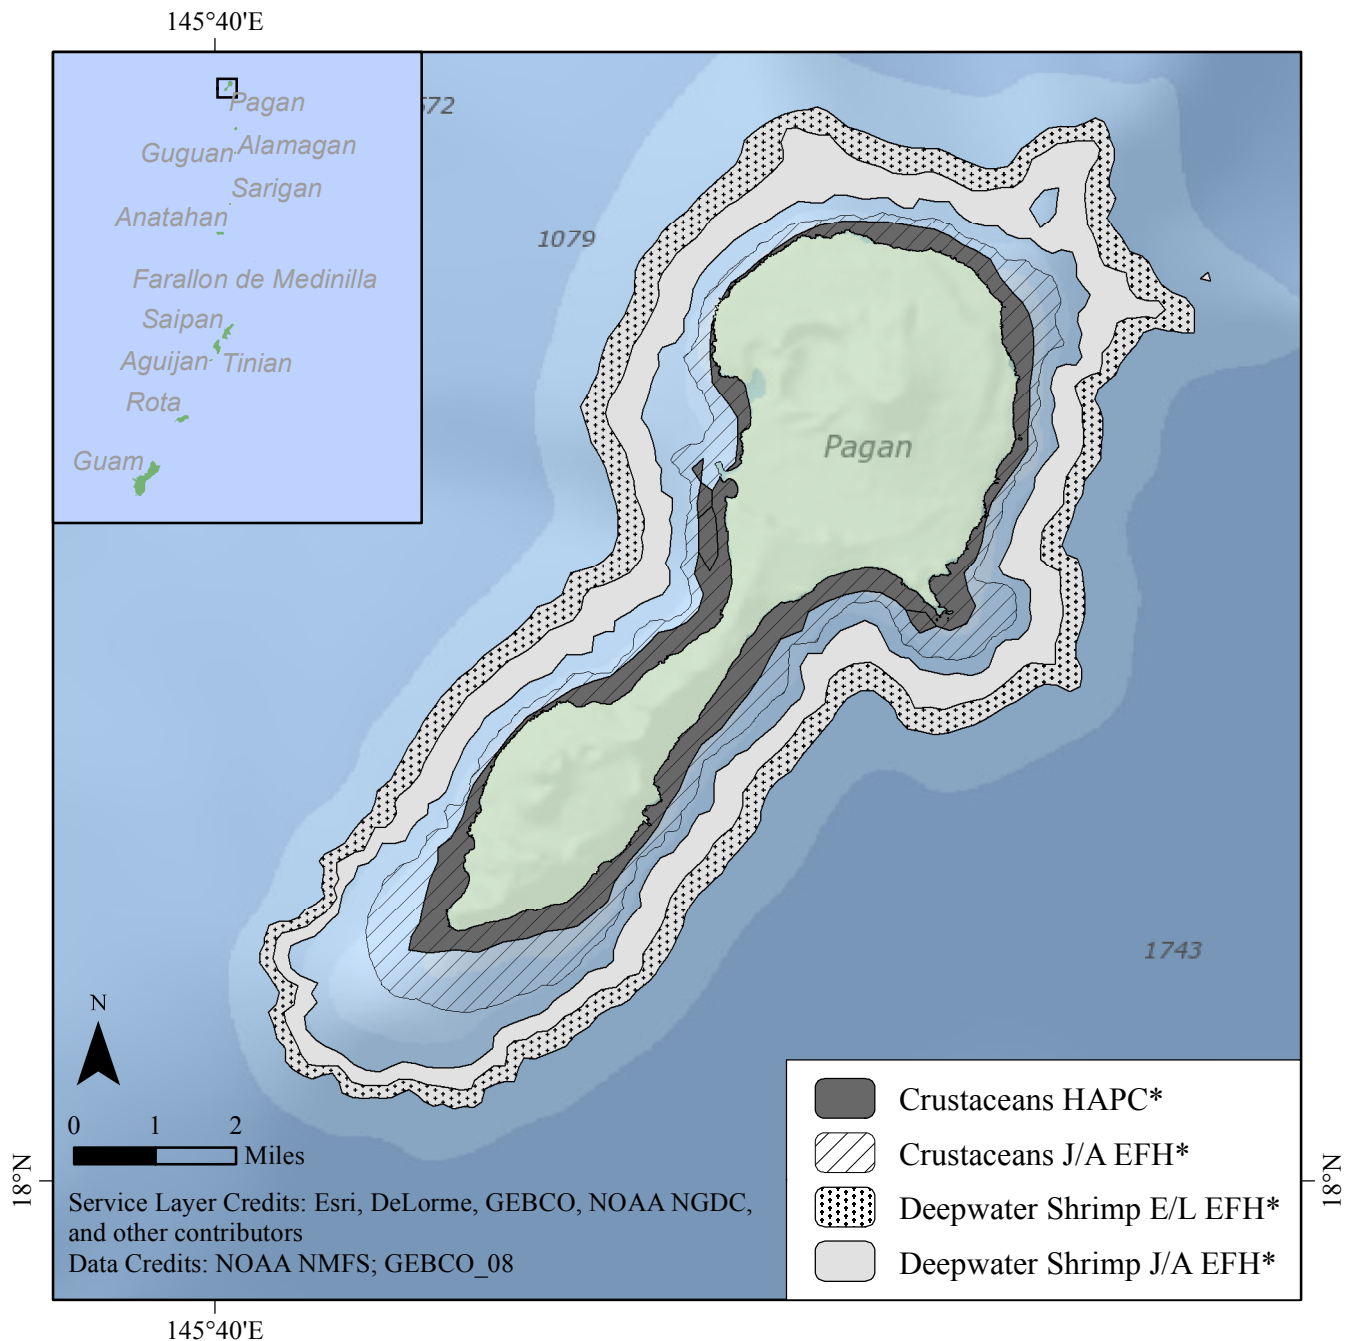 145°40'E
572
Pagan
Alamagan
Guguan
Sarigan
Anatahan
Farallon de Medinilla
Saipan
Aguijan
Tinian
Rota
Guam
1079
Pagan
1743
N
0 1 2
Miles
18°N
18°N
Service Layer Credits: Esri, DeLorme, GEBCO, NOAA NGDC,
and other contributors
Data Credits: NOAA NMFS; GEBCO_08
Crustaceans HAPC*
Crustaceans J/A EFH*
Deepwater Shrimp E/L EFH*
Deepwater Shrimp J/A EFH*
145°40'E